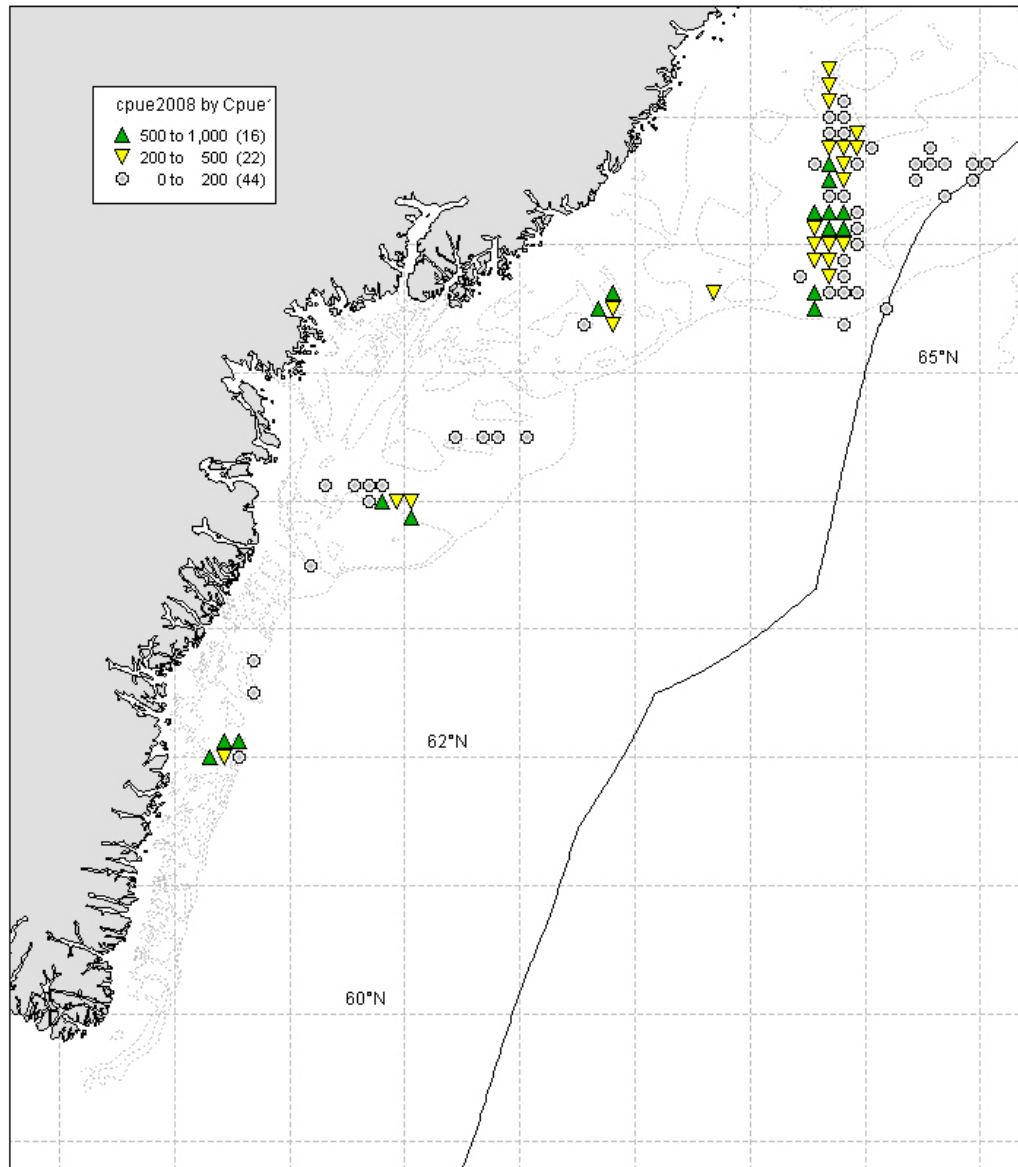 cpue2008 by Cpue
500 to 1,000 (16)
200 to 500 (22)
0 to 200 (44)
65°N
62°N
60°N